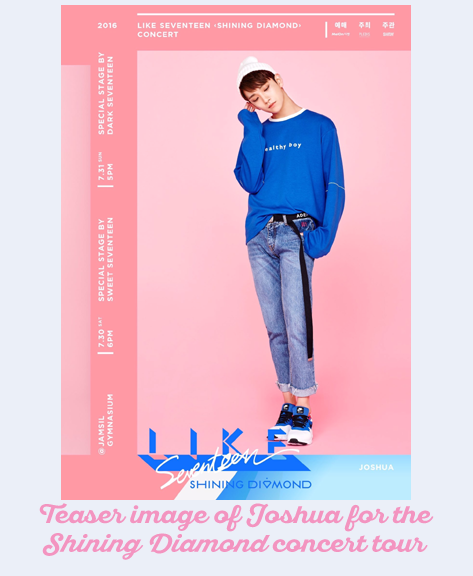 2016
LIKE SEVENTEEN ‹SHINING DIAMOND›
CONCERT
예매
주최
주관
SPECIAL STAGE BY
DARK SEVENTEEN
7.31 SUN
5PM
SPECIAL STAGE BY
SWEET SEVENTEEN
7.30 SAT
6PM
@ JAMSIL
GYMNASIUM
ealthy boy
ADE
LIKE
Seventeen
SHINING DIAMOND
JOSHUA
Teaser image of Joshua for the
Shining Diamond concert tour